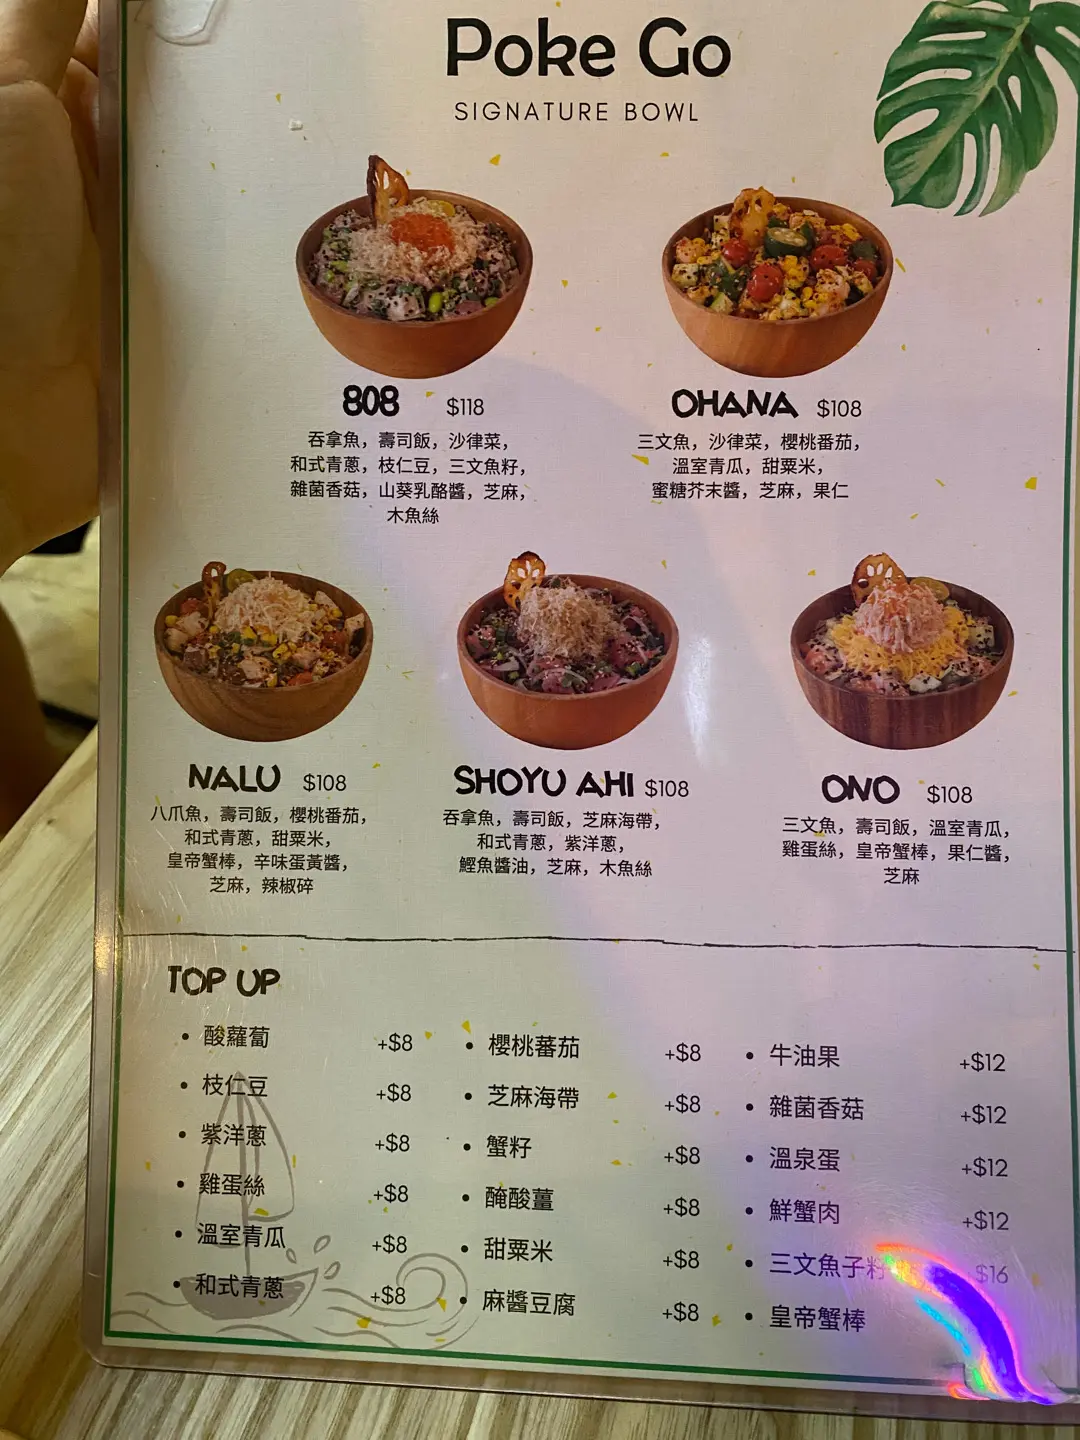 Poke Go
SIGNATURE BOWL
808 $118
吞拿魚，壽司飯，沙律菜，
和式青蔥，枝仁豆，三文魚籽，
雜菌香菇，山葵乳酪醬，芝麻，
木魚絲
OHANA $108
三文魚，沙律菜，櫻桃番茄，
溫室青瓜，甜粟米，
蜜糖芥末醬，芝麻，果仁
NALU $108
八爪魚，壽司飯，櫻桃番茄，
和式青蔥，甜粟米，
皇帝蟹棒，辛味蛋黃醬，
芝麻，辣椒碎
SHOYU AHI $108
吞拿魚，壽司飯，芝麻海帶，
和式青蔥，紫洋蔥，
鰹魚醬油，芝麻，木魚絲
ONO $108
三文魚，壽司飯，溫室青瓜，
雞蛋絲，皇帝蟹棒，果仁醬，
芝麻
TOP UP
• 酸蘿蔔 +$8
• 枝仁豆 +$8
• 紫洋蔥 +$8
• 雞蛋絲 +$8
• 溫室青瓜 +$8
• 和式青蔥 +$8
• 櫻桃蕃茄 +$8
• 芝麻海帶 +$8
• 蟹籽 +$8
• 醃酸薑 +$8
• 甜粟米 +$8
• 麻醬豆腐 +$8
• 牛油果 +$12
• 雜菌香菇 +$12
• 溫泉蛋 +$12
• 鮮蟹肉 +$12
• 三文魚子籽 +$16
• 皇帝蟹棒